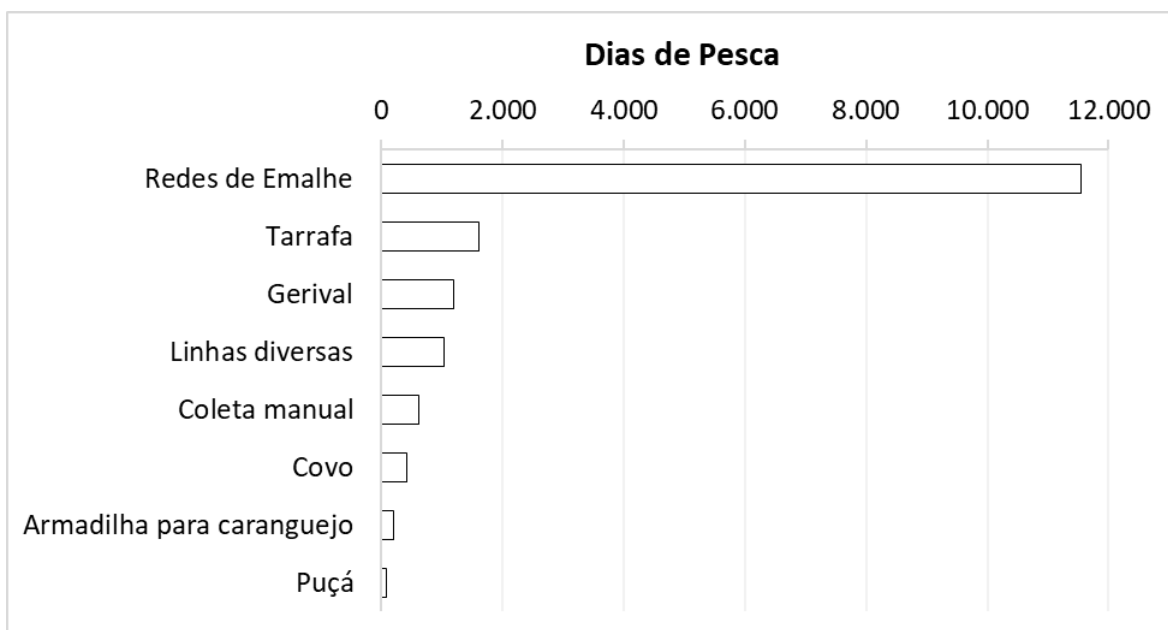 Dias de Pesca
0 2.000 4.000 6.000 8.000 10.000 12.000
Redes de Emalhe
Tarrafa
Gerival
Linhas diversas
Coleta manual
Covo
Armadilha para caranguejo
Puçá